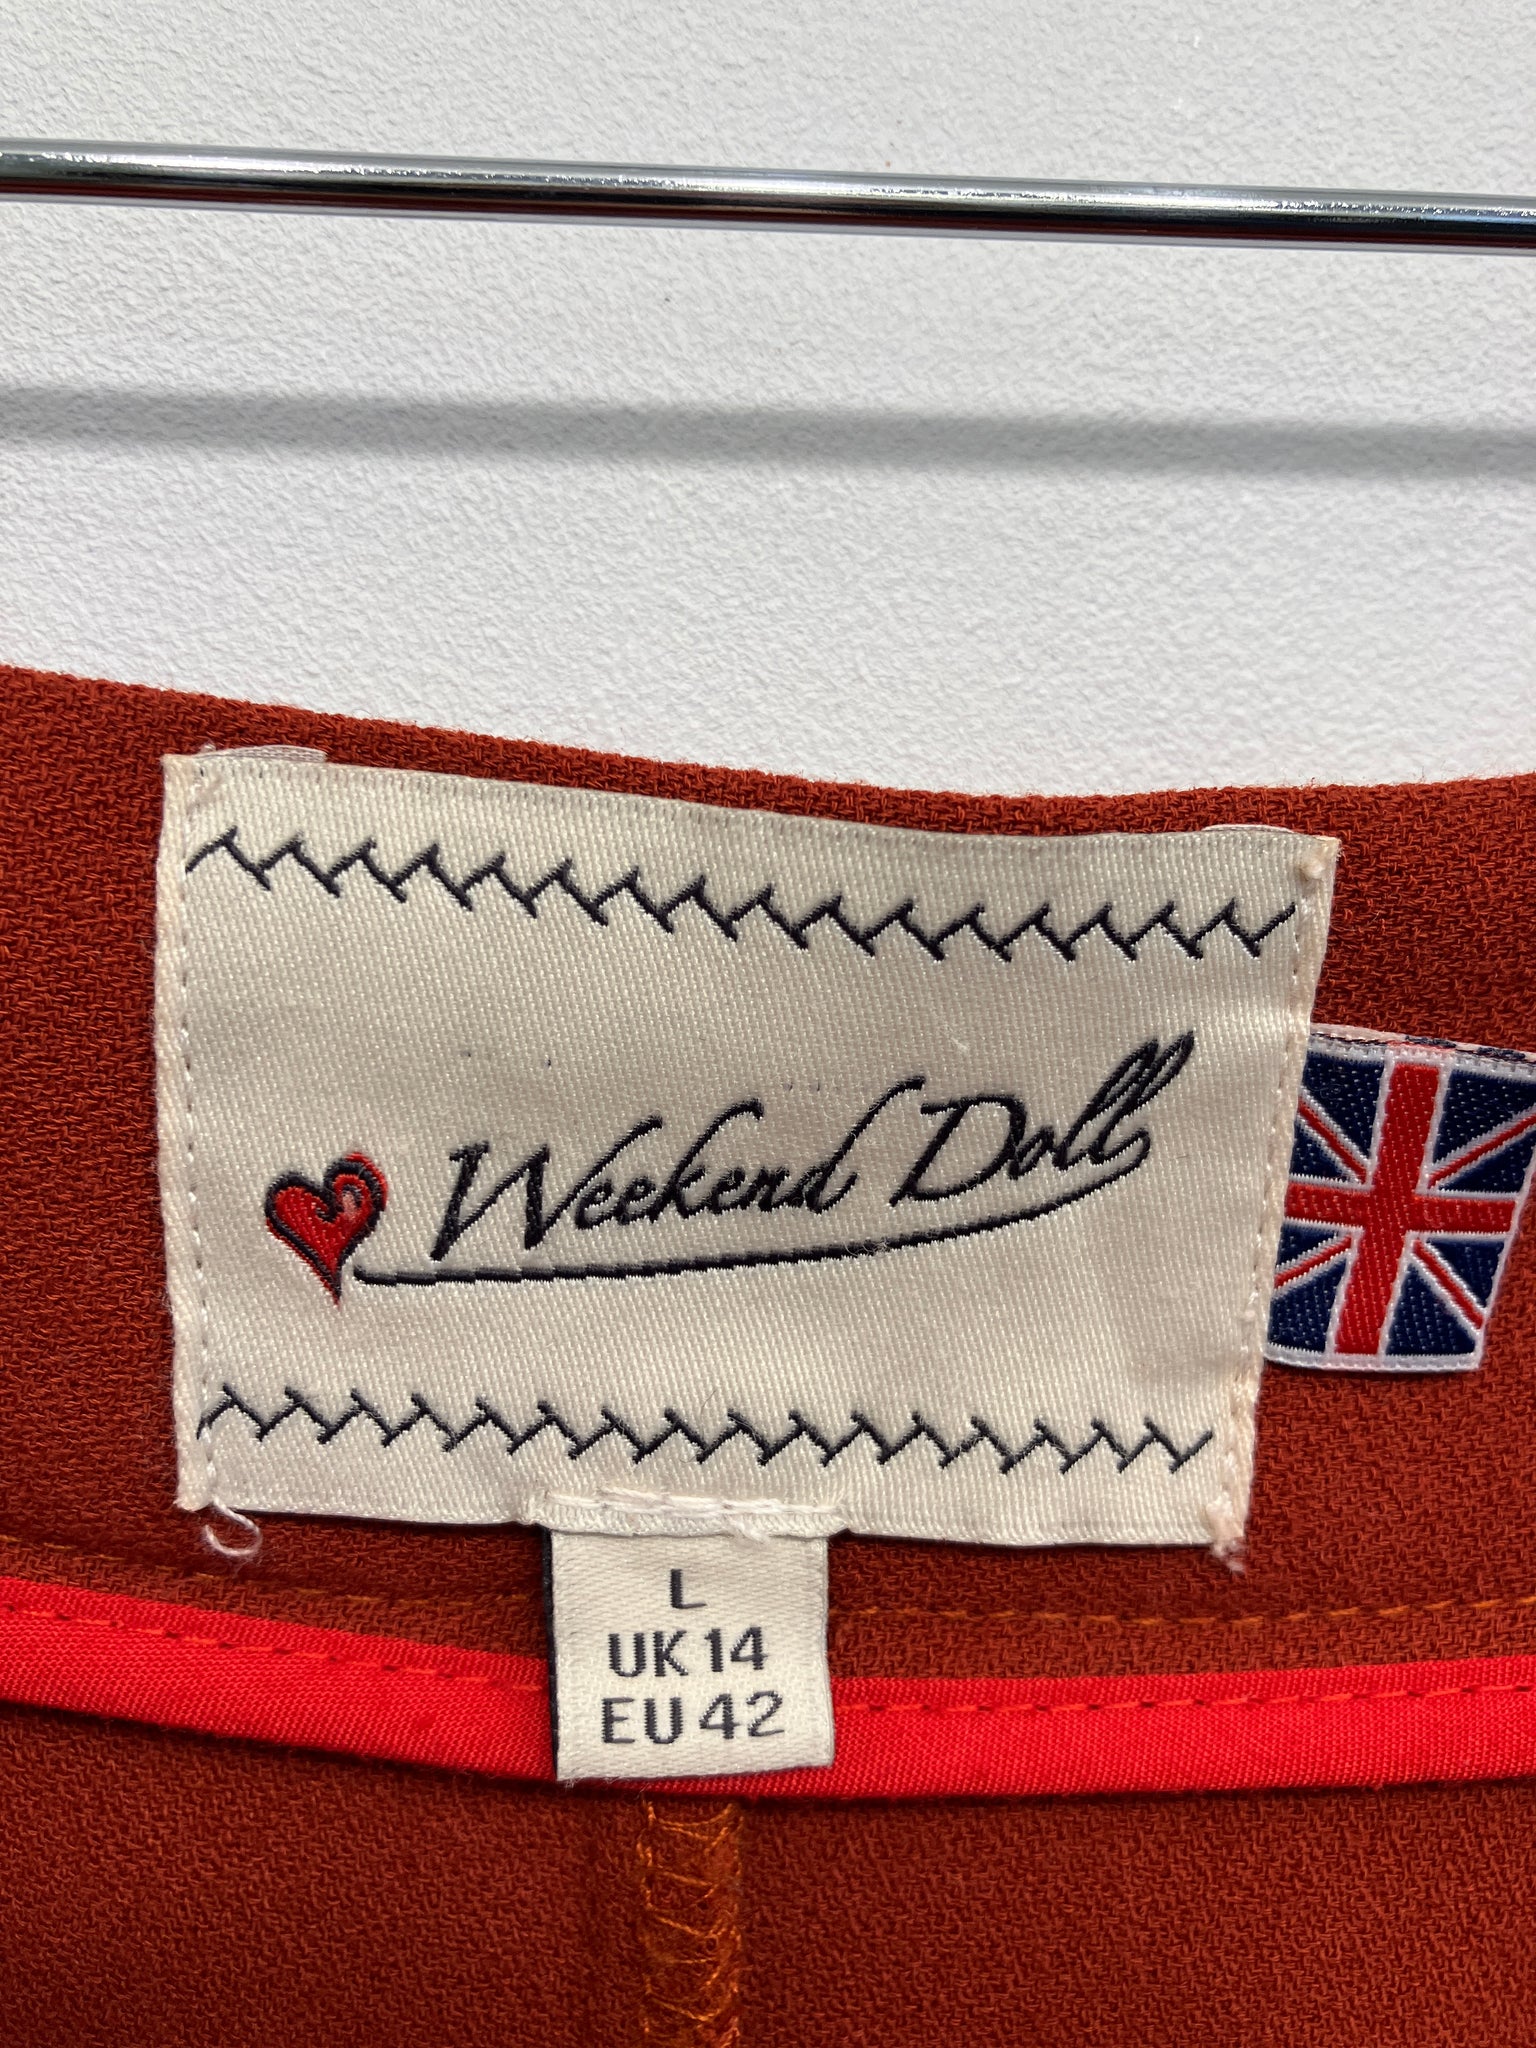 Weekend Doll
L
UK 14
EU 42